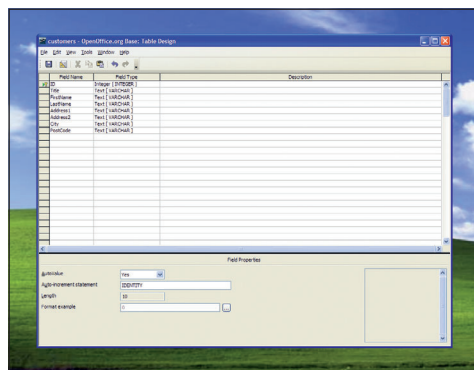 customers - OpenOffice.org Base: Table Design
File Edit View Tools Window Help
Field Name Field Type Description
ID Integer [ INTEGER ]
Title Text [ VARCHAR ]
FirstName Text [ VARCHAR ]
LastName Text [ VARCHAR ]
Address1 Text [ VARCHAR ]
Address2 Text [ VARCHAR ]
City Text [ VARCHAR ]
PostCode Text [ VARCHAR ]
Field Properties
AutoValue Yes
Auto-increment statement IDENTITY
Length 10
Format example 0 ...